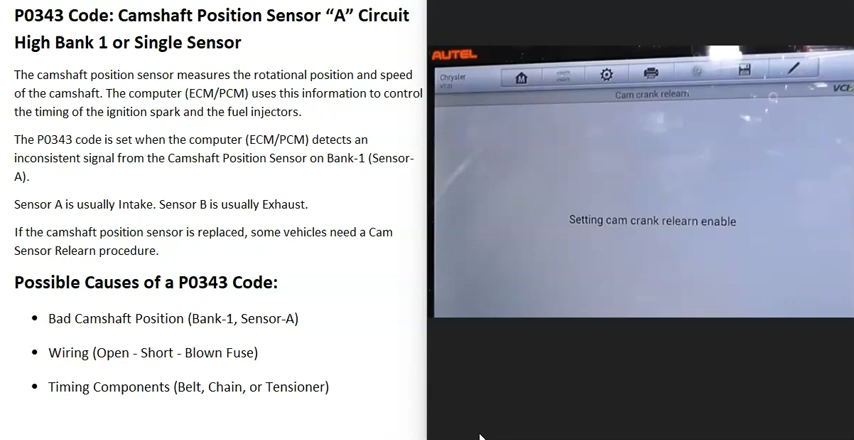 P0343 Code: Camshaft Position Sensor “A” Circuit
High Bank 1 or Single Sensor
The camshaft position sensor measures the rotational position and speed
of the camshaft. The computer (ECM/PCM) uses this information to control
the timing of the ignition spark and the fuel injectors.
The P0343 code is set when the computer (ECM/PCM) detects an
inconsistent signal from the Camshaft Position Sensor on Bank-1 (Sensor-
A).
Sensor A is usually Intake. Sensor B is usually Exhaust.
If the camshaft position sensor is replaced, some vehicles need a Cam
Sensor Relearn procedure.
Possible Causes of a P0343 Code:
• Bad Camshaft Position (Bank-1, Sensor-A)
• Wiring (Open - Short - Blown Fuse)
• Timing Components (Belt, Chain, or Tensioner)
AUTEL
Chrysler
M
VCI
Cam crank relearn
Setting cam crank relearn enable